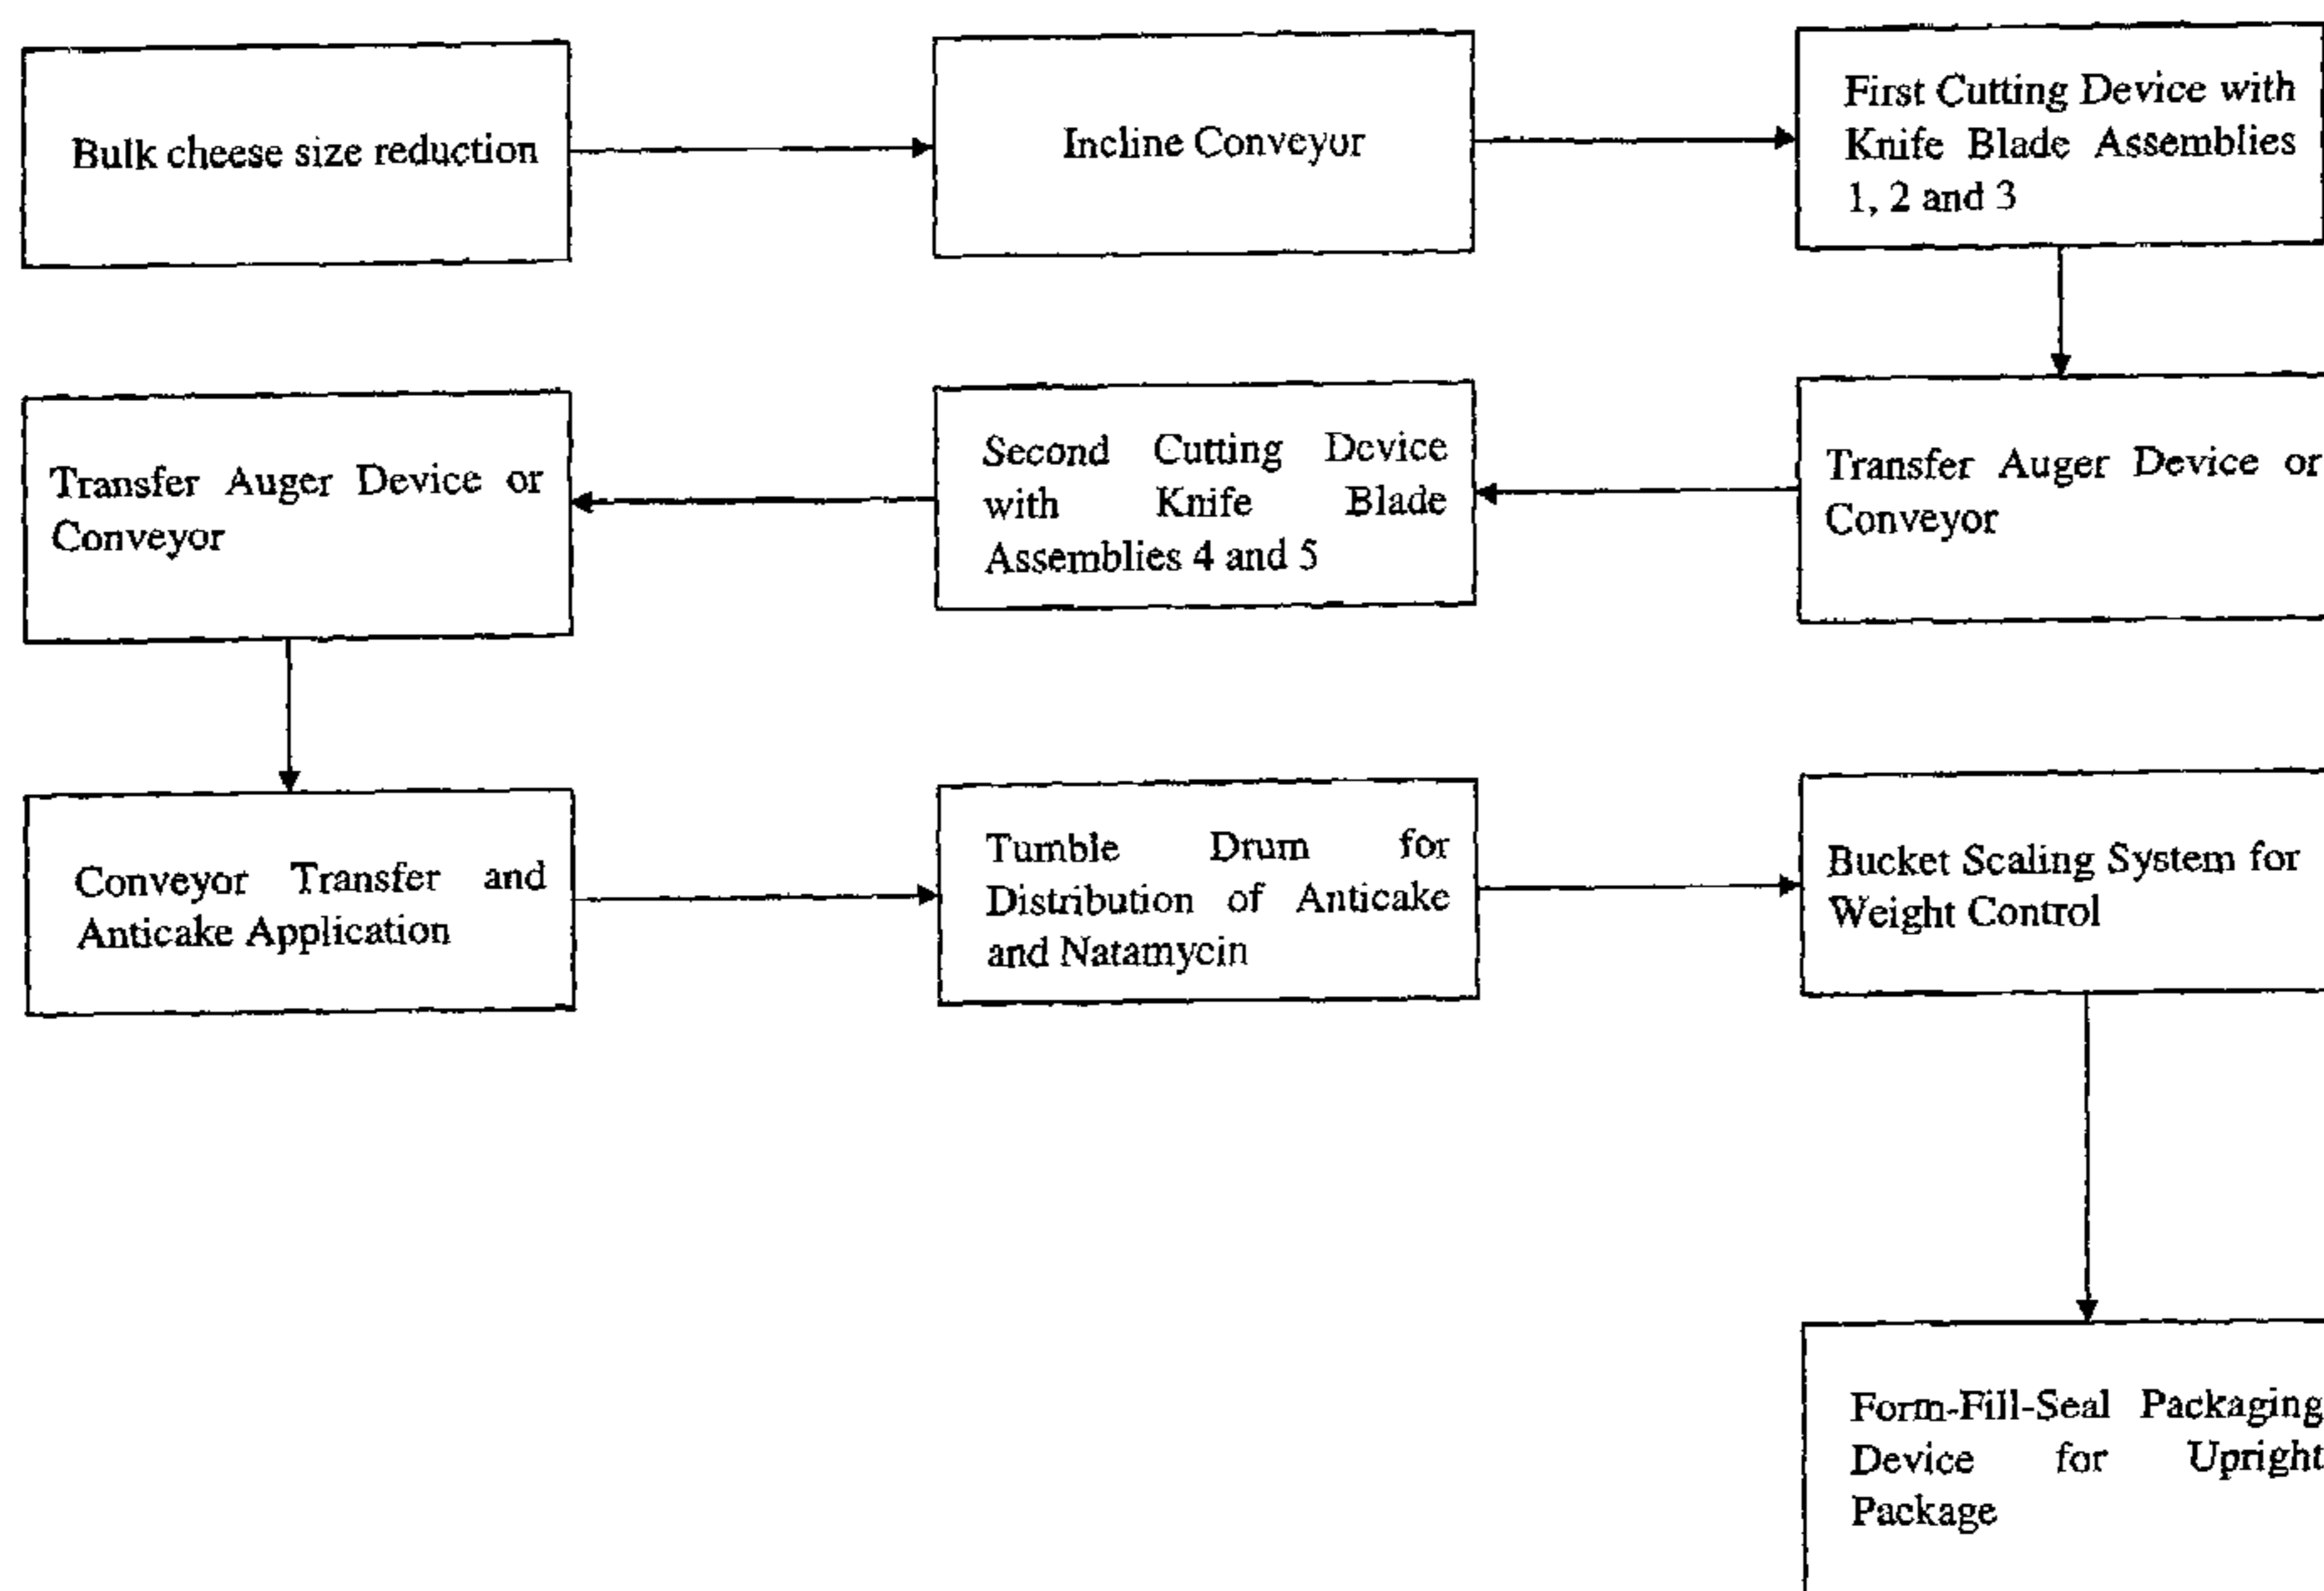 Bulk cheese size reduction
Incline Conveyor
First Cutting Device with
Knife Blade Assemblies
1, 2 and 3
Transfer Auger Device or
Conveyor
Second Cutting Device
with Knife Blade
Assemblies 4 and 5
Transfer Auger Device or
Conveyor
Conveyor Transfer and
Anticake Application
Tumble Drum for
Distribution of Anticake
and Natamycin
Bucket Scaling System for
Weight Control
Form-Fill-Seal Packaging
Device for Upright
Package